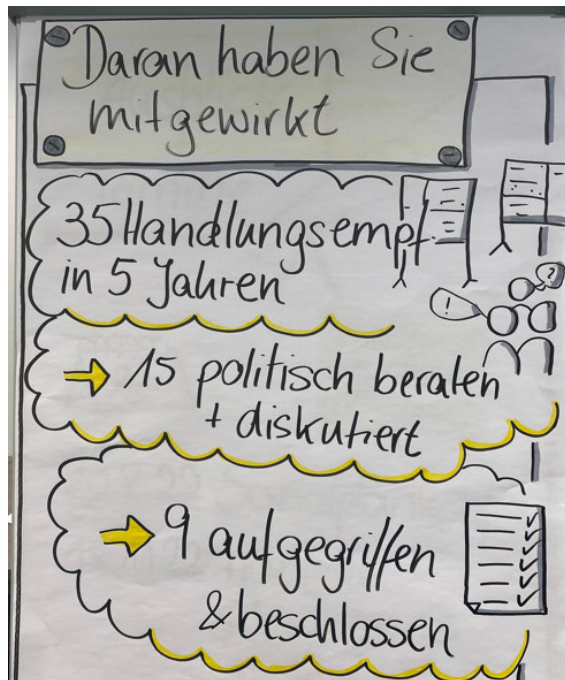 Daran haben Sie
mitgewirkt
35 Handlungsempf.
in 5 Jahren
! ?
→ 15 politisch beraten
+ diskutiert
→ 9 aufgegriffen
& beschlossen